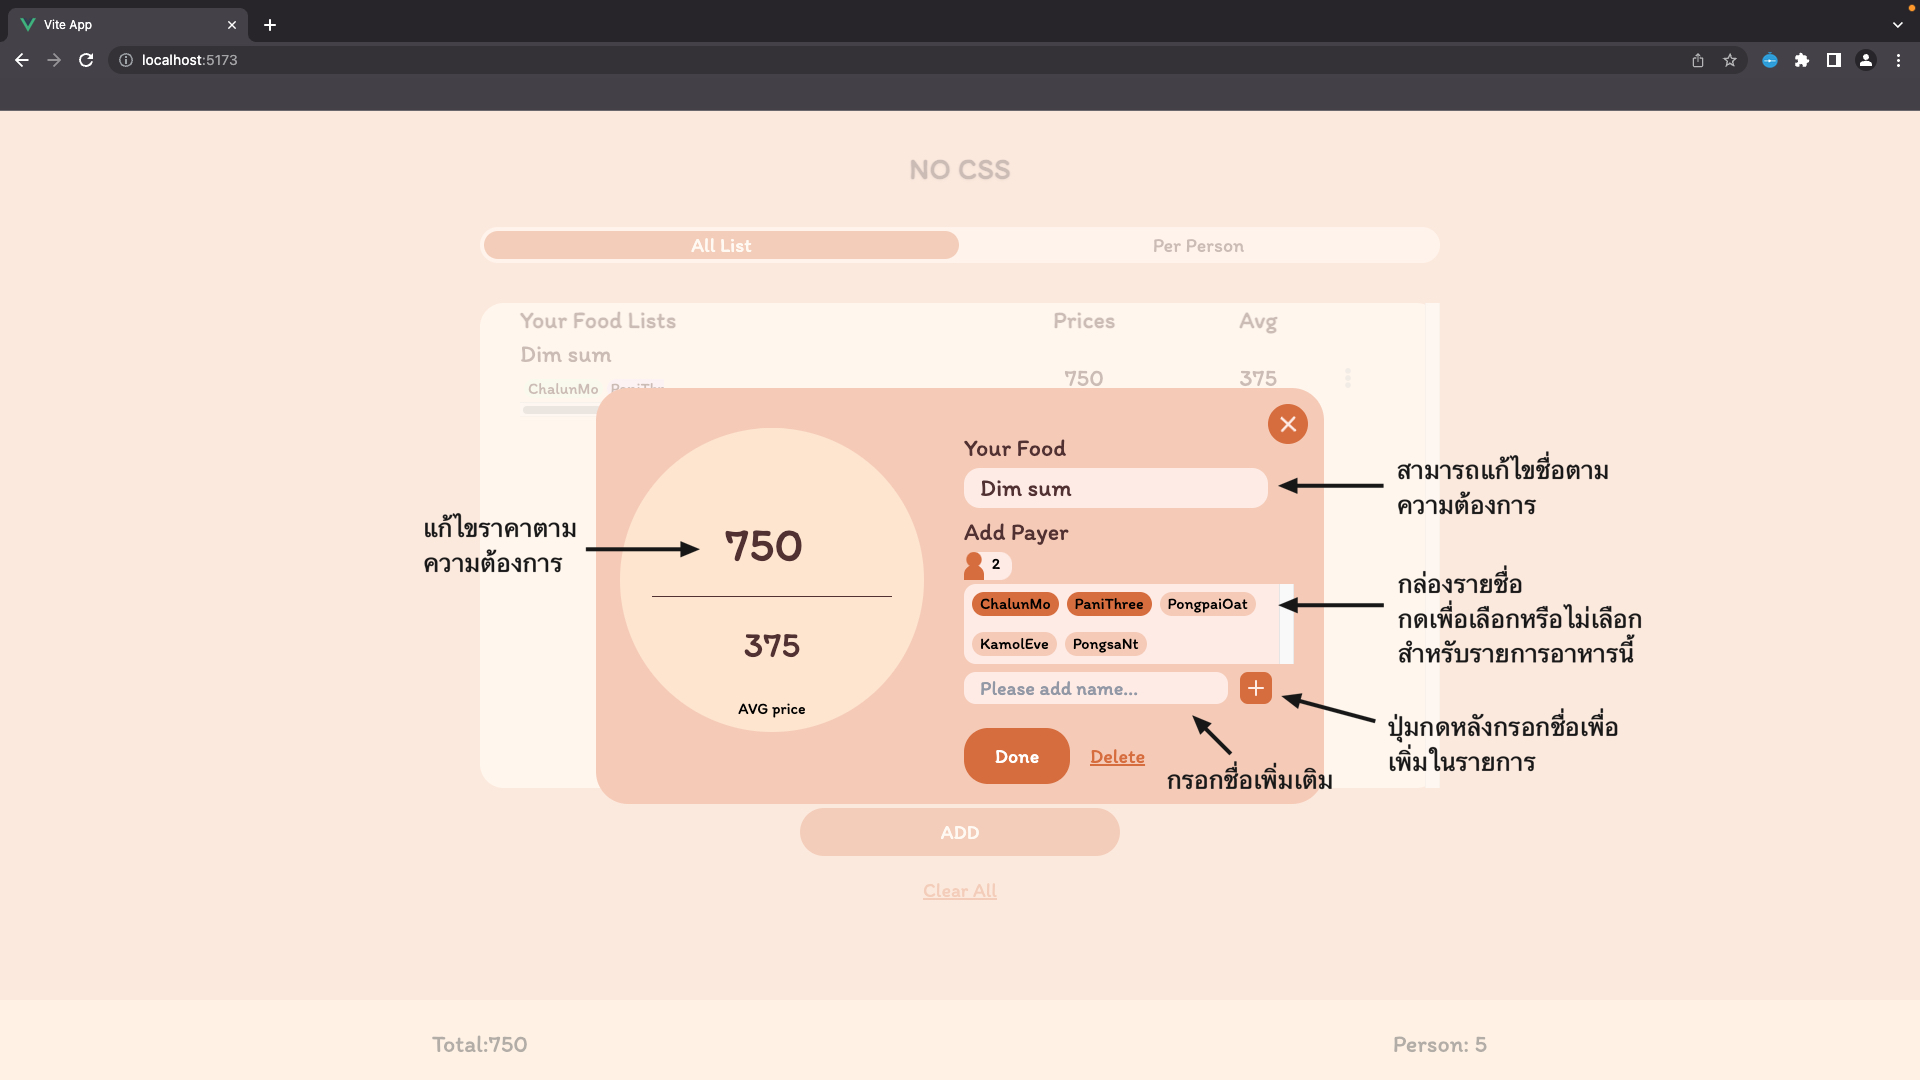 Vite App
localhost:5173
NO CSS
All List
Per Person
Your Food Lists
Prices
Avg
Dim sum
ChalunMo
PaniThr
750
375
Your Food
Dim sum
สามารถแก้ไขชื่อตาม
ความต้องการ
แก้ไขราคาตาม
ความต้องการ
750
375
AVG price
Add Payer
2
ChalunMo
PaniThree
PongpaiOat
KamolEve
PongsaNt
กล่องรายชื่อ
กดเพื่อเลือกหรือไม่เลือก
สำหรับรายการอาหารนี้
Please add name...
ปุ่มกดหลังกรอกชื่อเพื่อ
เพิ่มในรายการ
Done
Delete
กรอกชื่อเพิ่มเติม
ADD
Clear All
Total:750
Person: 5